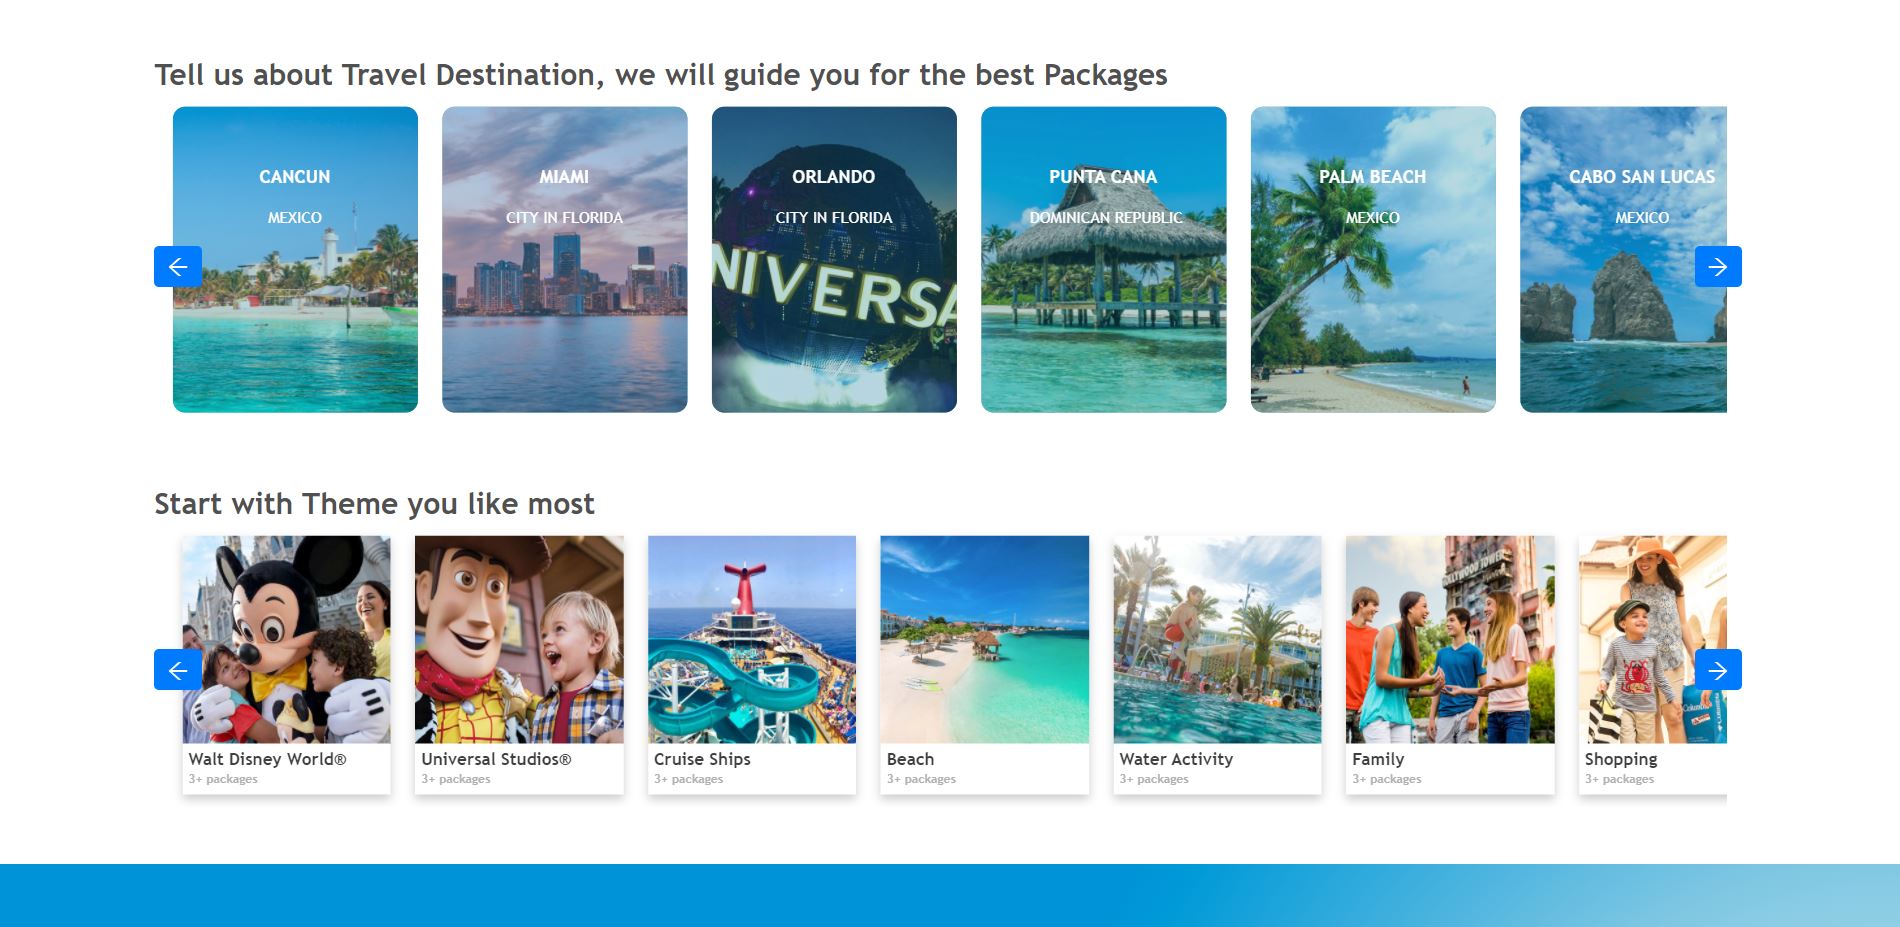 Tell us about Travel Destination, we will guide you for the best Packages
CANCUN
MEXICO
MIAMI
CITY IN FLORIDA
ORLANDO
CITY IN FLORIDA
NIVERSA
PUNTA CANA
DOMINICAN REPUBLIC
PALM BEACH
MEXICO
CABO SAN LUCAS
MEXICO
Start with Theme you like most
HOLLYWOOD TOWER
Columbia
Walt Disney World®
3+ packages
Universal Studios®
3+ packages
Cruise Ships
3+ packages
Beach
3+ packages
Water Activity
3+ packages
Family
3+ packages
Shopping
3+ packages